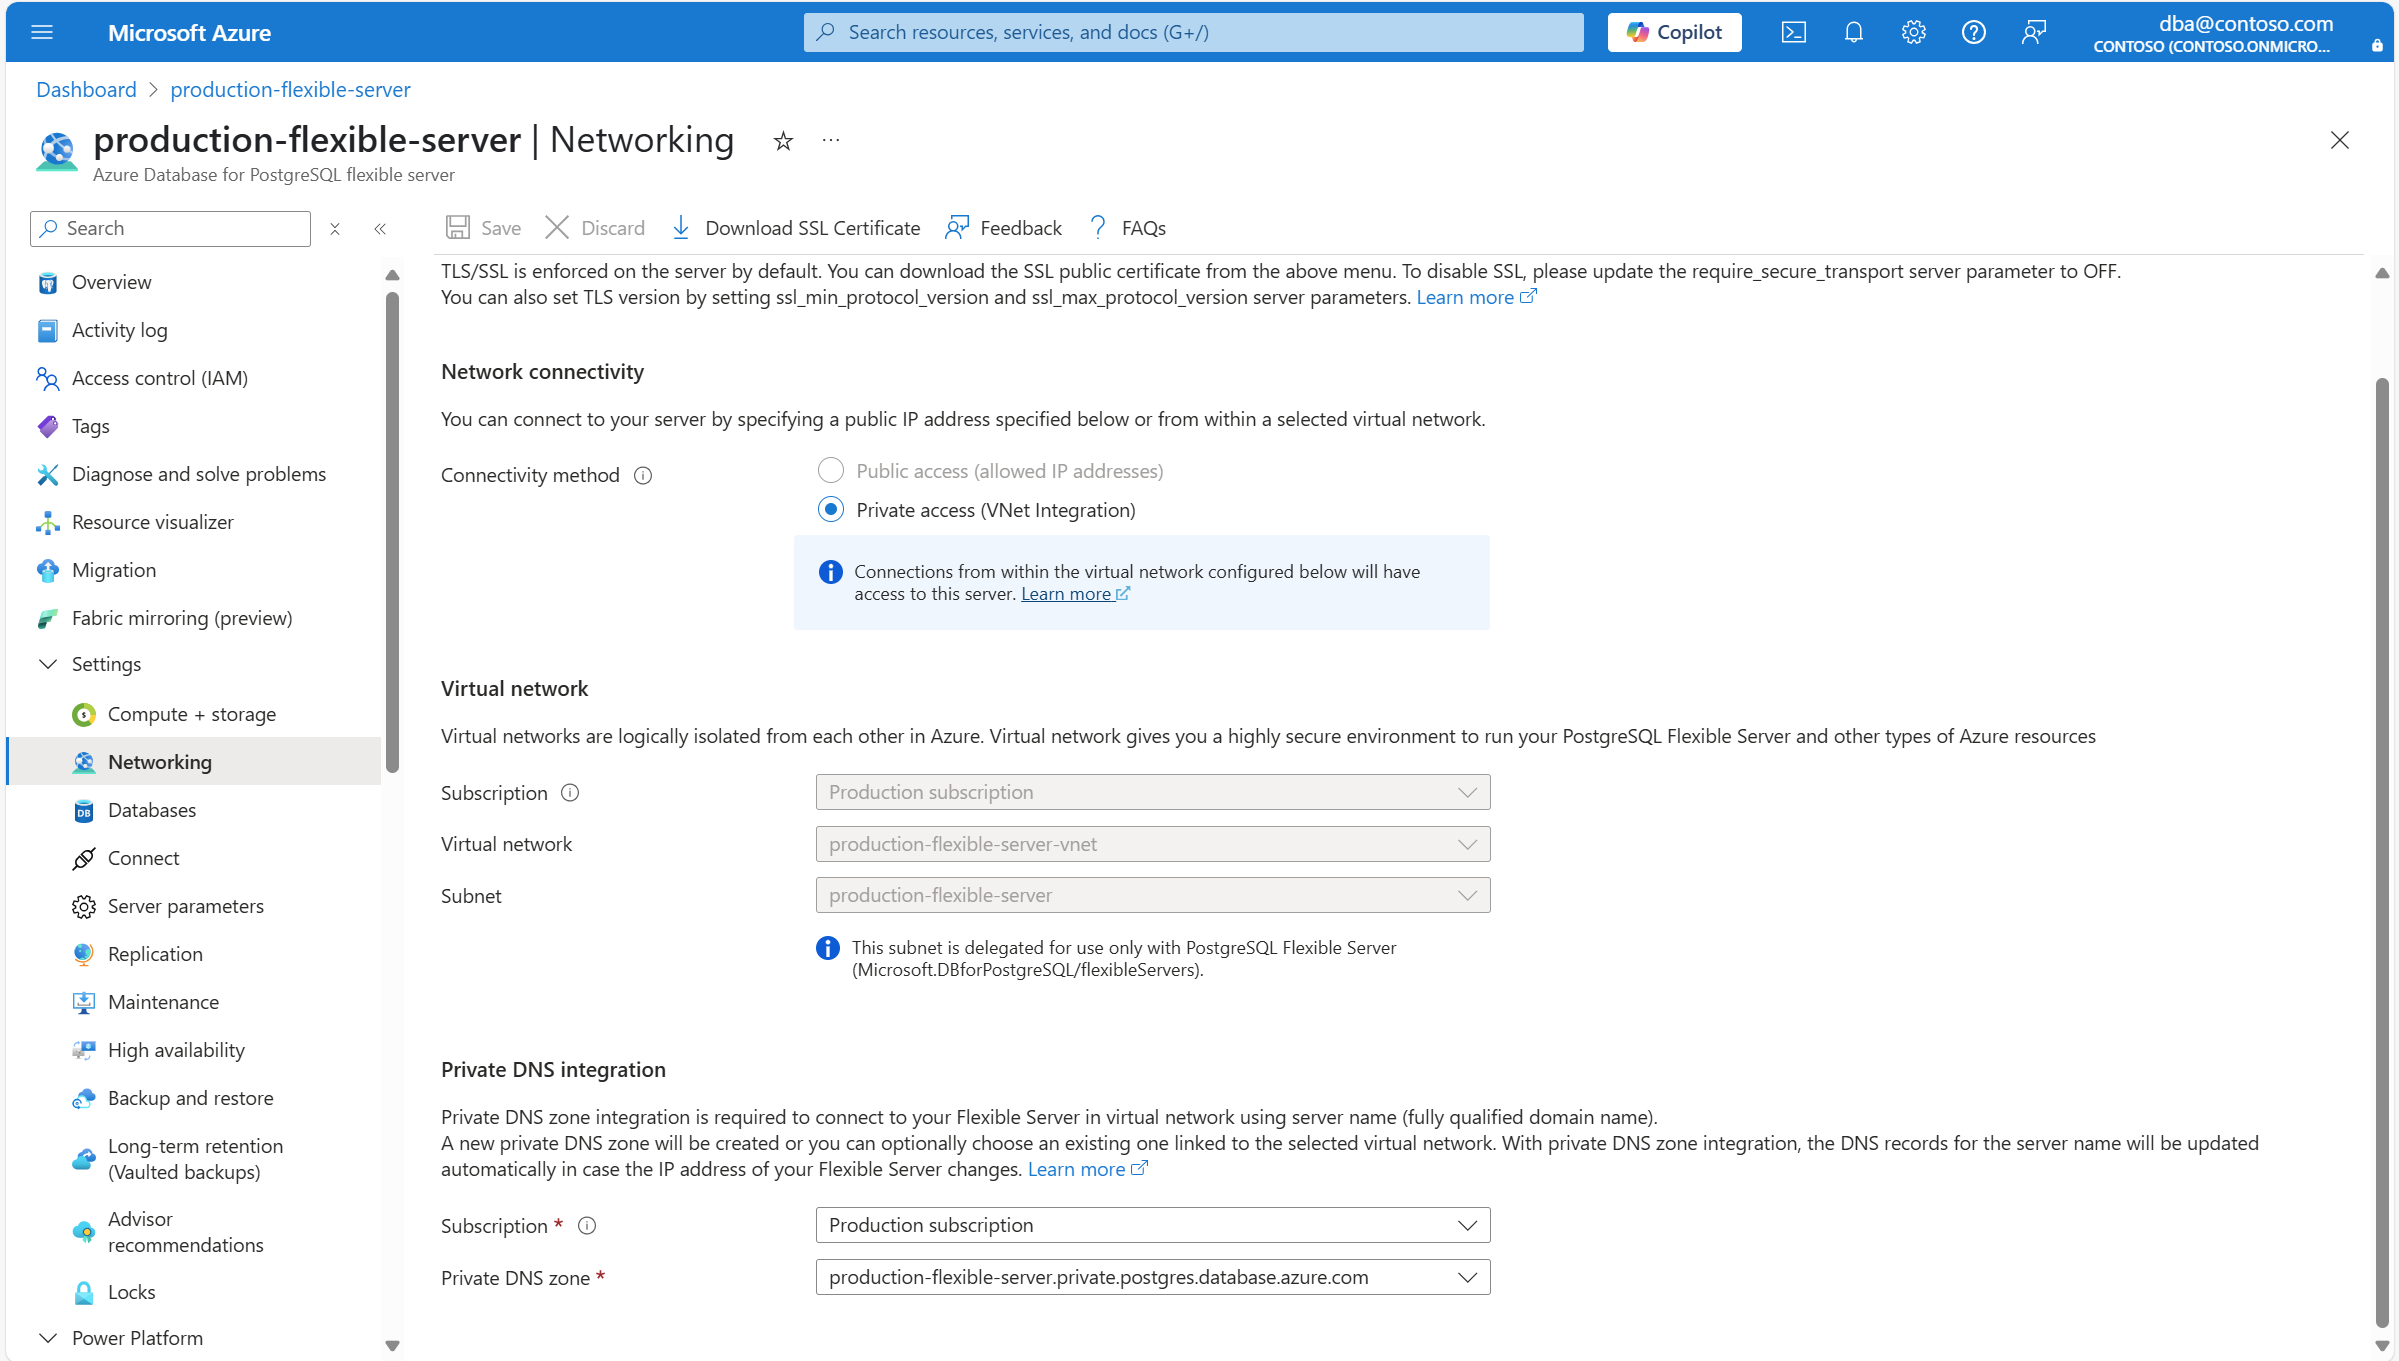 Microsoft Azure
Search resources, services, and docs (G+/)
Copilot
dba@contoso.com
CONTOSO (CONTOSO.ONMICRO...
Dashboard
production-flexible-server
production-flexible-server | Networking
Azure Database for PostgreSQL flexible server
Search
Save
Discard
Download SSL Certificate
Feedback
FAQs
Overview
Activity log
Access control (IAM)
Tags
Diagnose and solve problems
Resource visualizer
Migration
Fabric mirroring (preview)
Settings
Compute + storage
Networking
Databases
Connect
Server parameters
Replication
Maintenance
High availability
Backup and restore
Long-term retention
(Vaulted backups)
Advisor
recommendations
Locks
Power Platform
TLS/SSL is enforced on the server by default. You can download the SSL public certificate from the above menu. To disable SSL, please update the require_secure_transport server parameter to OFF.
You can also set TLS version by setting ssl_min_protocol_version and ssl_max_protocol_version server parameters. Learn more
Network connectivity
You can connect to your server by specifying a public IP address specified below or from within a selected virtual network.
Connectivity method
Public access (allowed IP addresses)
Private access (VNet Integration)
Connections from within the virtual network configured below will have
access to this server. Learn more
Virtual network
Virtual networks are logically isolated from each other in Azure. Virtual network gives you a highly secure environment to run your PostgreSQL Flexible Server and other types of Azure resources
Subscription
Production subscription
Virtual network
production-flexible-server-vnet
Subnet
production-flexible-server
This subnet is delegated for use only with PostgreSQL Flexible Server
(Microsoft.DBforPostgreSQL/flexibleServers).
Private DNS integration
Private DNS zone integration is required to connect to your Flexible Server in virtual network using server name (fully qualified domain name).
A new private DNS zone will be created or you can optionally choose an existing one linked to the selected virtual network. With private DNS zone integration, the DNS records for the server name will be updated
automatically in case the IP address of your Flexible Server changes. Learn more
Subscription *
Production subscription
Private DNS zone *
production-flexible-server.private.postgres.database.azure.com